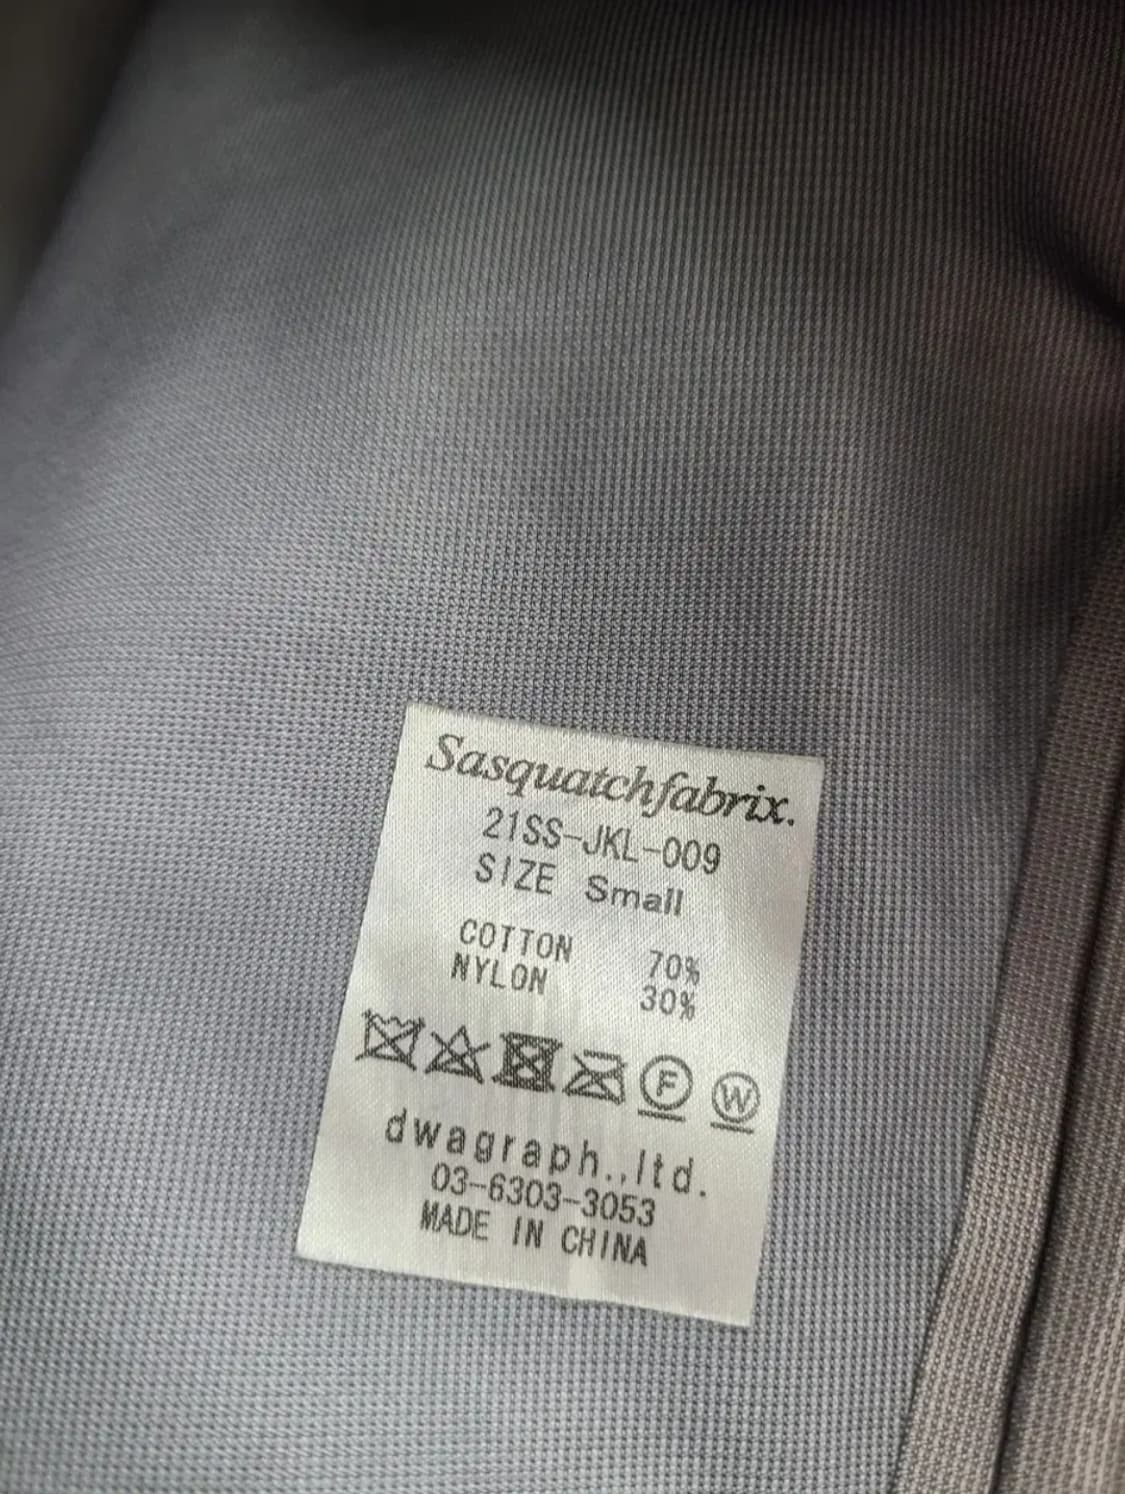 Sasquatchfabrix.
21SS-JKL-009
SIZE Small
COTTON 70%
NYLON 30%
F W
dwagraph.,ltd.
03-6303-3053
MADE IN CHINA